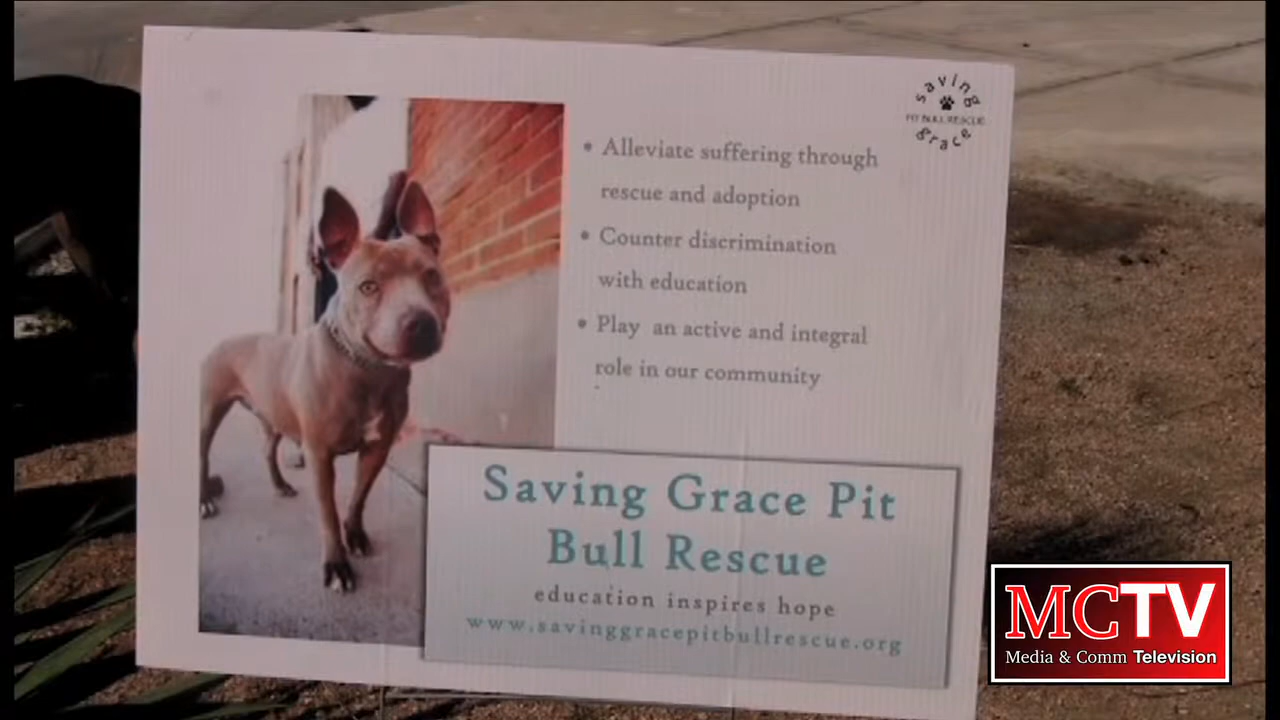 saving
PIT BULL RESCUE
grace
• Alleviate suffering through
rescue and adoption
• Counter discrimination
with education
• Play an active and integral
role in our community
Saving Grace Pit
Bull Rescue
education inspires hope
www.savinggracepitbullrescue.org
MCTV
Media & Comm Television